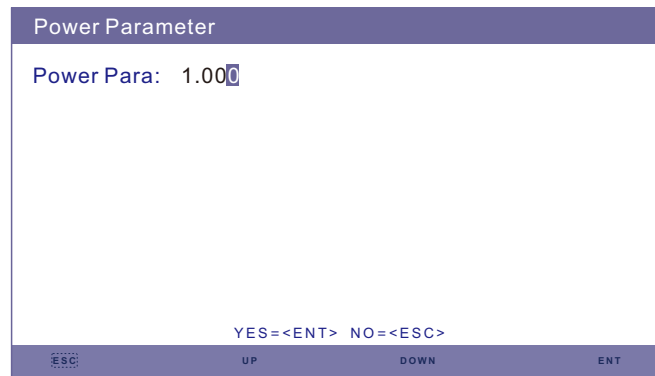 Power Parameter
Power Para: 1.000
YES=<ENT> NO=<ESC>
ESC UP DOWN ENT